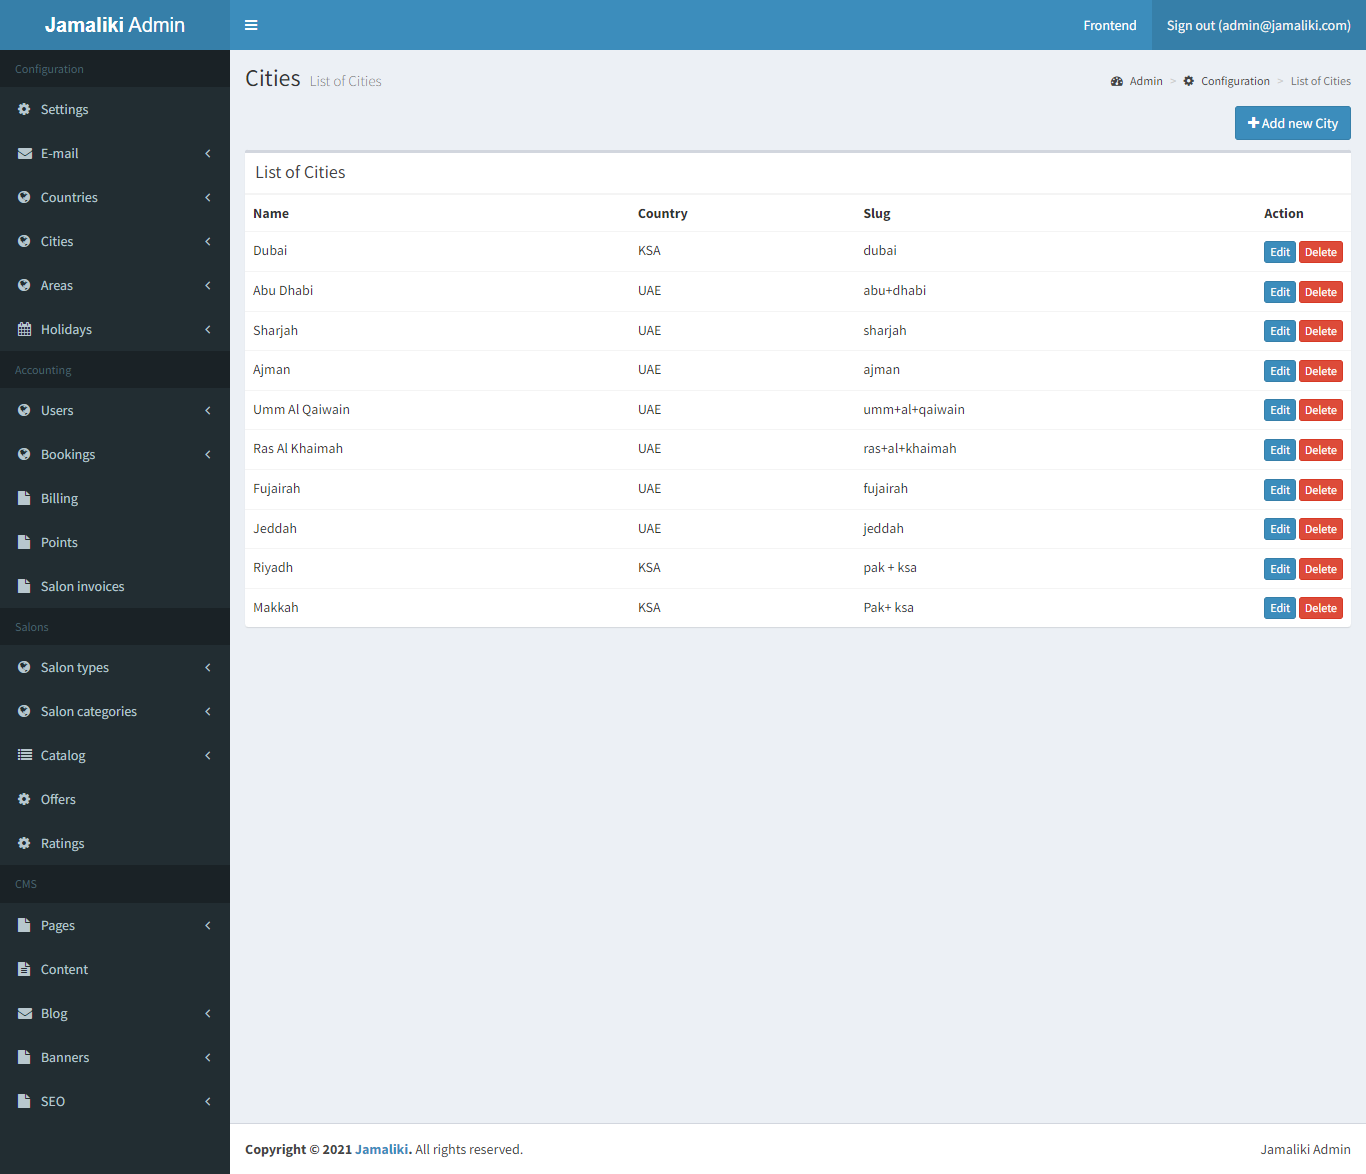 Jamaliki Admin
Frontend
Sign out (admin@jamaliki.com)
Configuration
Settings
E-mail
Countries
Cities
Areas
Holidays
Accounting
Users
Bookings
Billing
Points
Salon invoices
Salons
Salon types
Salon categories
Catalog
Offers
Ratings
CMS
Pages
Content
Blog
Banners
SEO
Cities List of Cities
Admin > Configuration > List of Cities
Add new City
List of Cities
Name Country Slug Action
Dubai KSA dubai Edit Delete
Abu Dhabi UAE abu+dhabi Edit Delete
Sharjah UAE sharjah Edit Delete
Ajman UAE ajman Edit Delete
Umm Al Qaiwain UAE umm+al+qaiwain Edit Delete
Ras Al Khaimah UAE ras+al+khaimah Edit Delete
Fujairah UAE fujairah Edit Delete
Jeddah UAE jeddah Edit Delete
Riyadh KSA pak + ksa Edit Delete
Makkah KSA Pak+ ksa Edit Delete
Copyright © 2021 Jamaliki. All rights reserved.
Jamaliki Admin